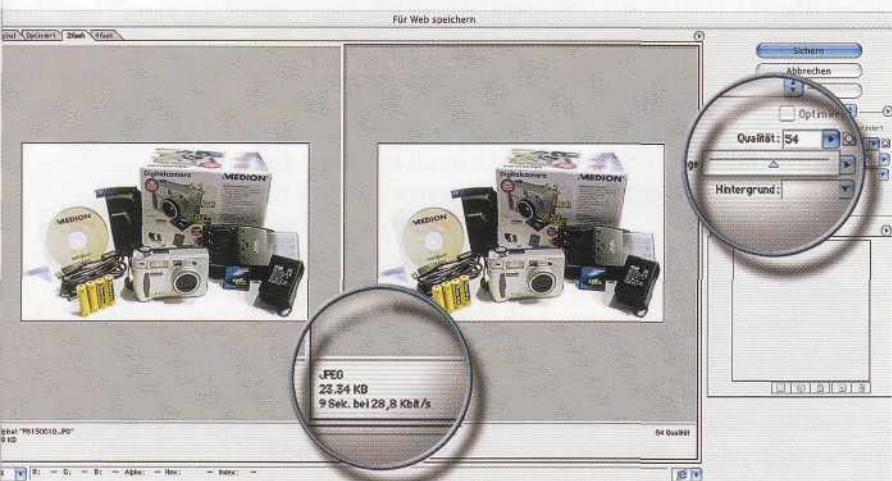 Für Web speichern
Optimiert 2fach 4fach
Sichern
Abbrechen
Qualität: 54
Hintergrund:
Digitalkamera MEDION
MEDION
Digitalkamera MEDION
MEDION
JPEG
23,34 KB
9 Sek. bei 28,8 Kbit/s
54 Qualität
R: — G: — B: — Alpha: — Hex: — Index: —